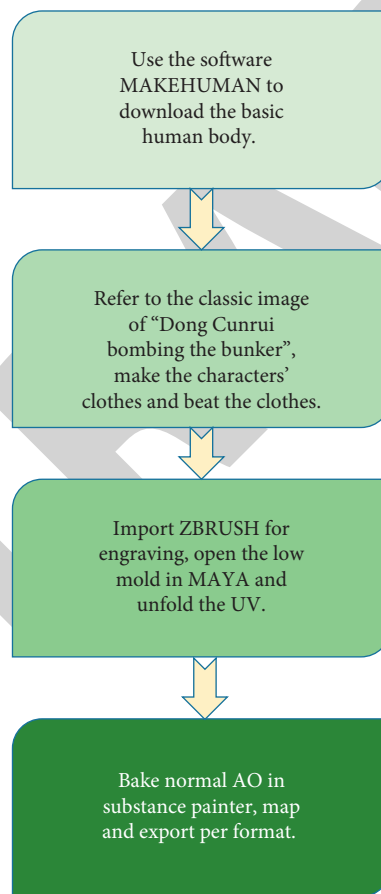 Use the software
MAKEHUMAN to
download the basic
human body.
Refer to the classic image
of “Dong Cunrui
bombing the bunker”,
make the characters’
clothes and beat the clothes.
Import ZBRUSH for
engraving, open the low
mold in MAYA and
unfold the UV.
Bake normal AO in
substance painter, map
and export per format.